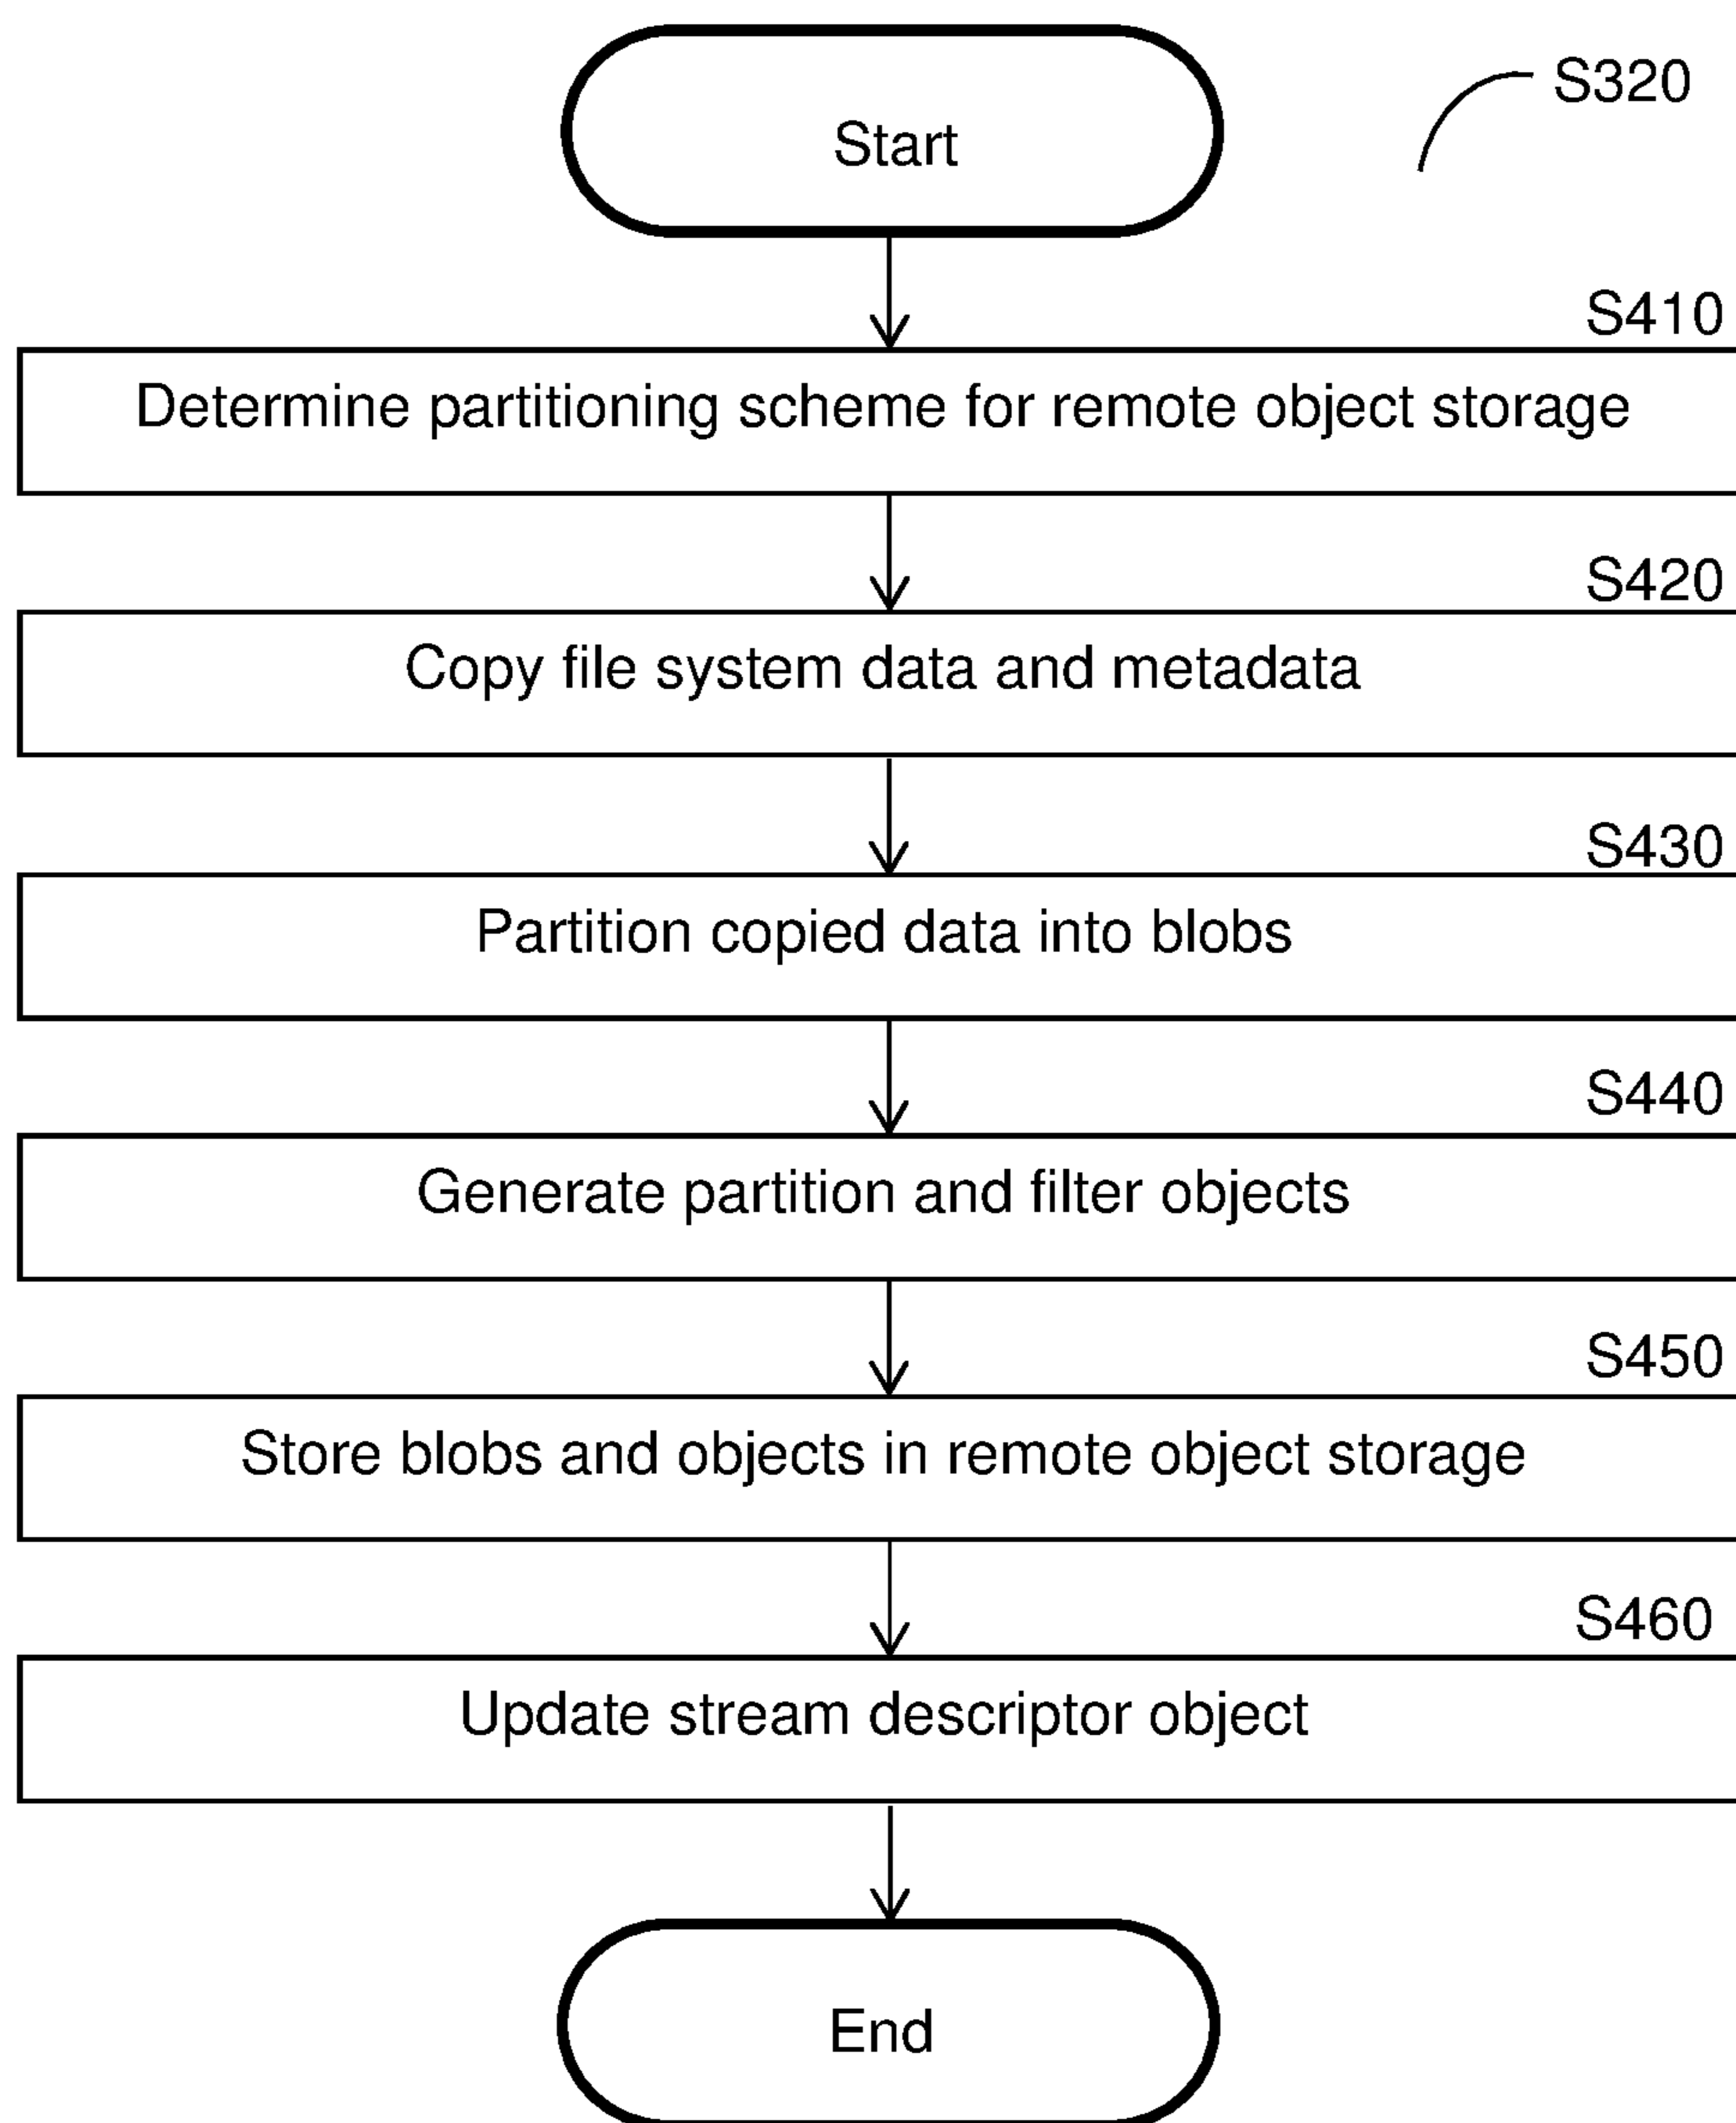 Start
S320
S410
Determine partitioning scheme for remote object storage
S420
Copy file system data and metadata
S430
Partition copied data into blobs
S440
Generate partition and filter objects
S450
Store blobs and objects in remote object storage
S460
Update stream descriptor object
End